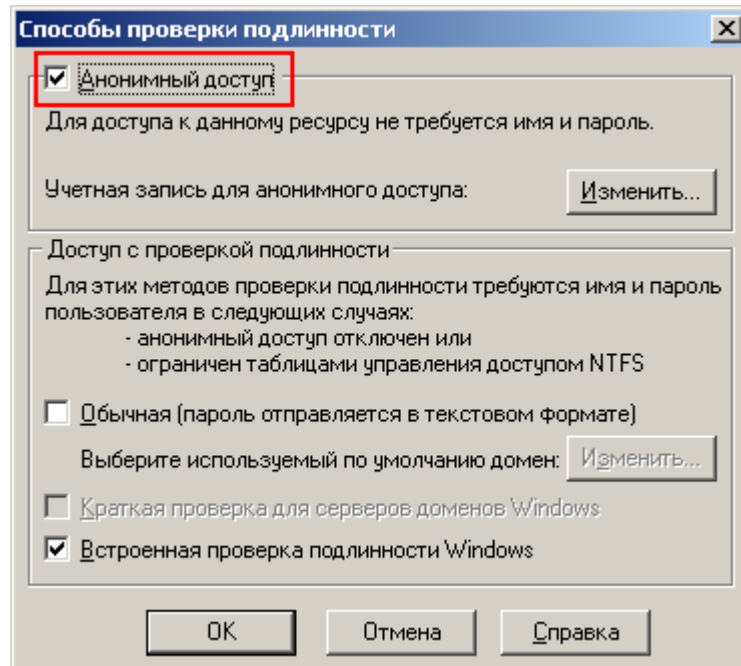 Способы проверки подлинности
Анонимный доступ
Для доступа к данному ресурсу не требуется имя и пароль.
Учетная запись для анонимного доступа: Изменить...
Доступ с проверкой подлинности
Для этих методов проверки подлинности требуются имя и пароль
пользователя в следующих случаях:
- анонимный доступ отключен или
- ограничен таблицами управления доступом NTFS
Обычная (пароль отправляется в текстовом формате)
Выберите используемый по умолчанию домен: Изменить...
Краткая проверка для серверов доменов Windows
Встроенная проверка подлинности Windows
OK Отмена Справка